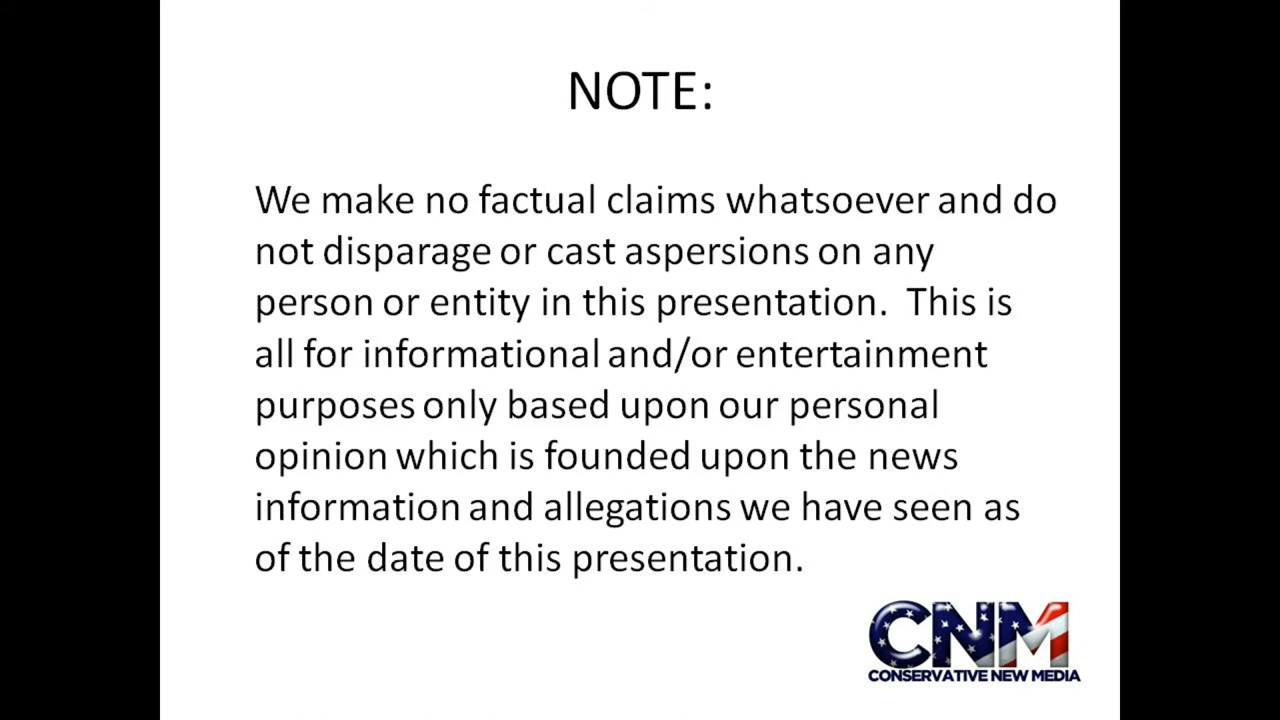 NOTE:
We make no factual claims whatsoever and do
not disparage or cast aspersions on any
person or entity in this presentation.  This is
all for informational and/or entertainment
purposes only based upon our personal
opinion which is founded upon the news
information and allegations we have seen as
of the date of this presentation.
CNM
CONSERVATIVE NEW MEDIA